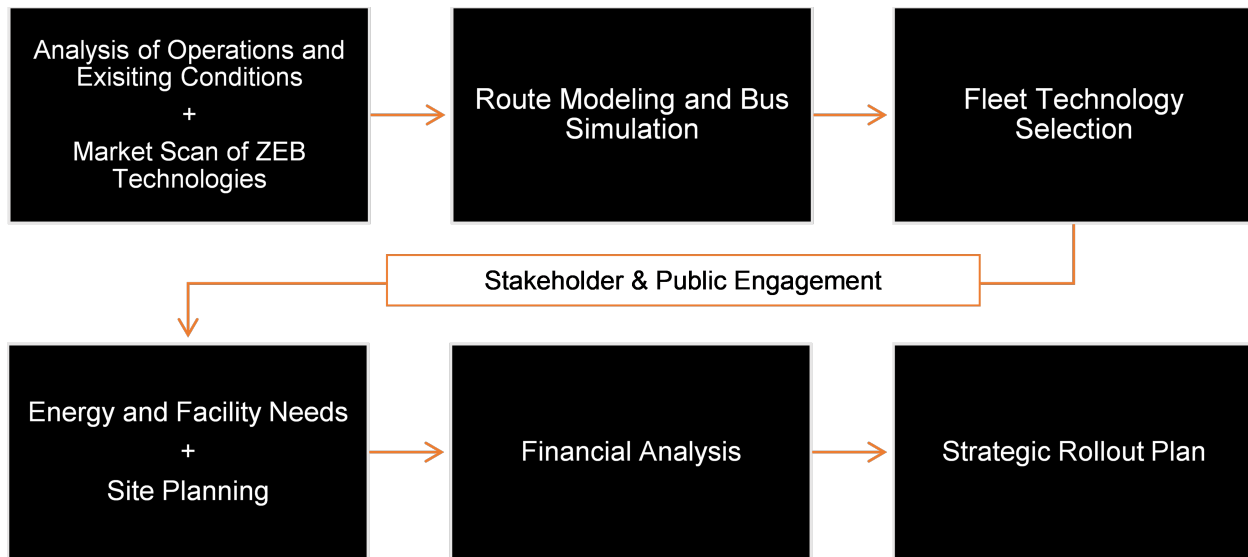 Analysis of Operations and
Exisiting Conditions
+
Market Scan of ZEB
Technologies
Route Modeling and Bus
Simulation
Fleet Technology
Selection
Stakeholder & Public Engagement
Energy and Facility Needs
+
Site Planning
Financial Analysis
Strategic Rollout Plan